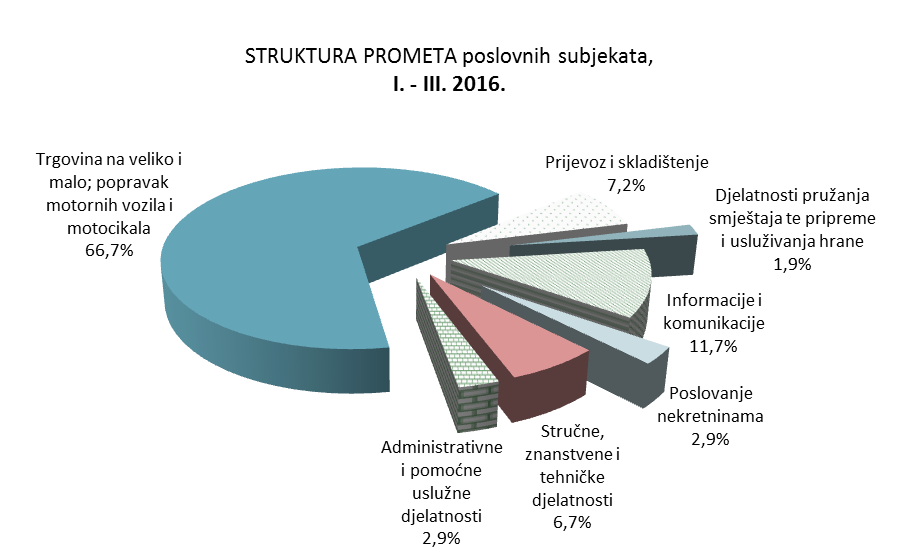 STRUKTURA PROMETA poslovnih subjekata,
I. - III. 2016.
Trgovina na veliko i
malo; popravak
motornih vozila i
motocikala
66,7%
Prijevoz i skladištenje
7,2%
Djelatnosti pružanja
smještaja te pripreme
i usluživanja hrane
1,9%
Informacije i
komunikacije
11,7%
Poslovanje
nekretninama
2,9%
Stručne,
znanstvene i
tehničke
djelatnosti
6,7%
Administrativne
i pomoćne
uslužne
djelatnosti
2,9%